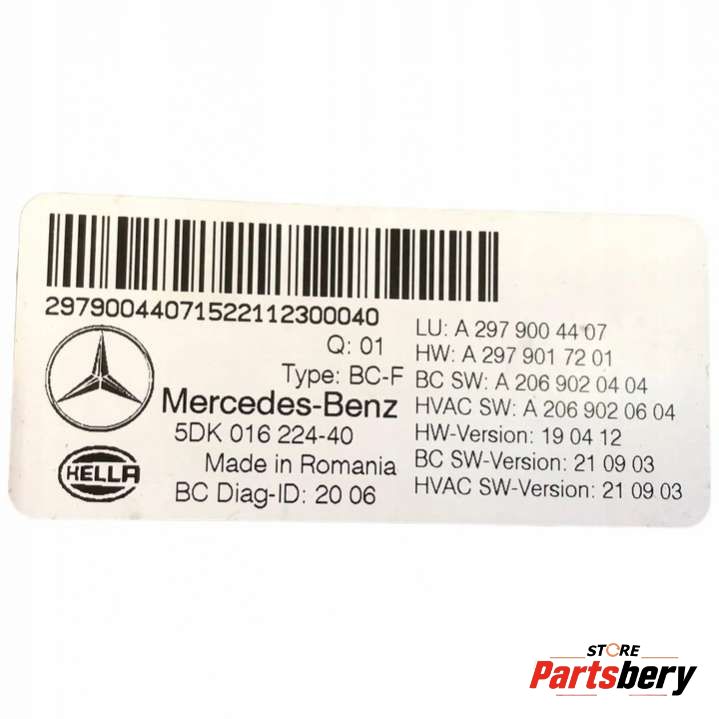 29790044071522112300040
Q: 01
Type: BC-F
Mercedes-Benz
5DK 016 224-40
Made in Romania
BC Diag-ID: 20 06
HELLA
LU: A 297 900 44 07
HW: A 297 901 72 01
BC SW: A 206 902 04 04
HVAC SW: A 206 902 06 04
HW-Version: 19 04 12
BC SW-Version: 21 09 03
HVAC SW-Version: 21 09 03
STORE
Partsbery